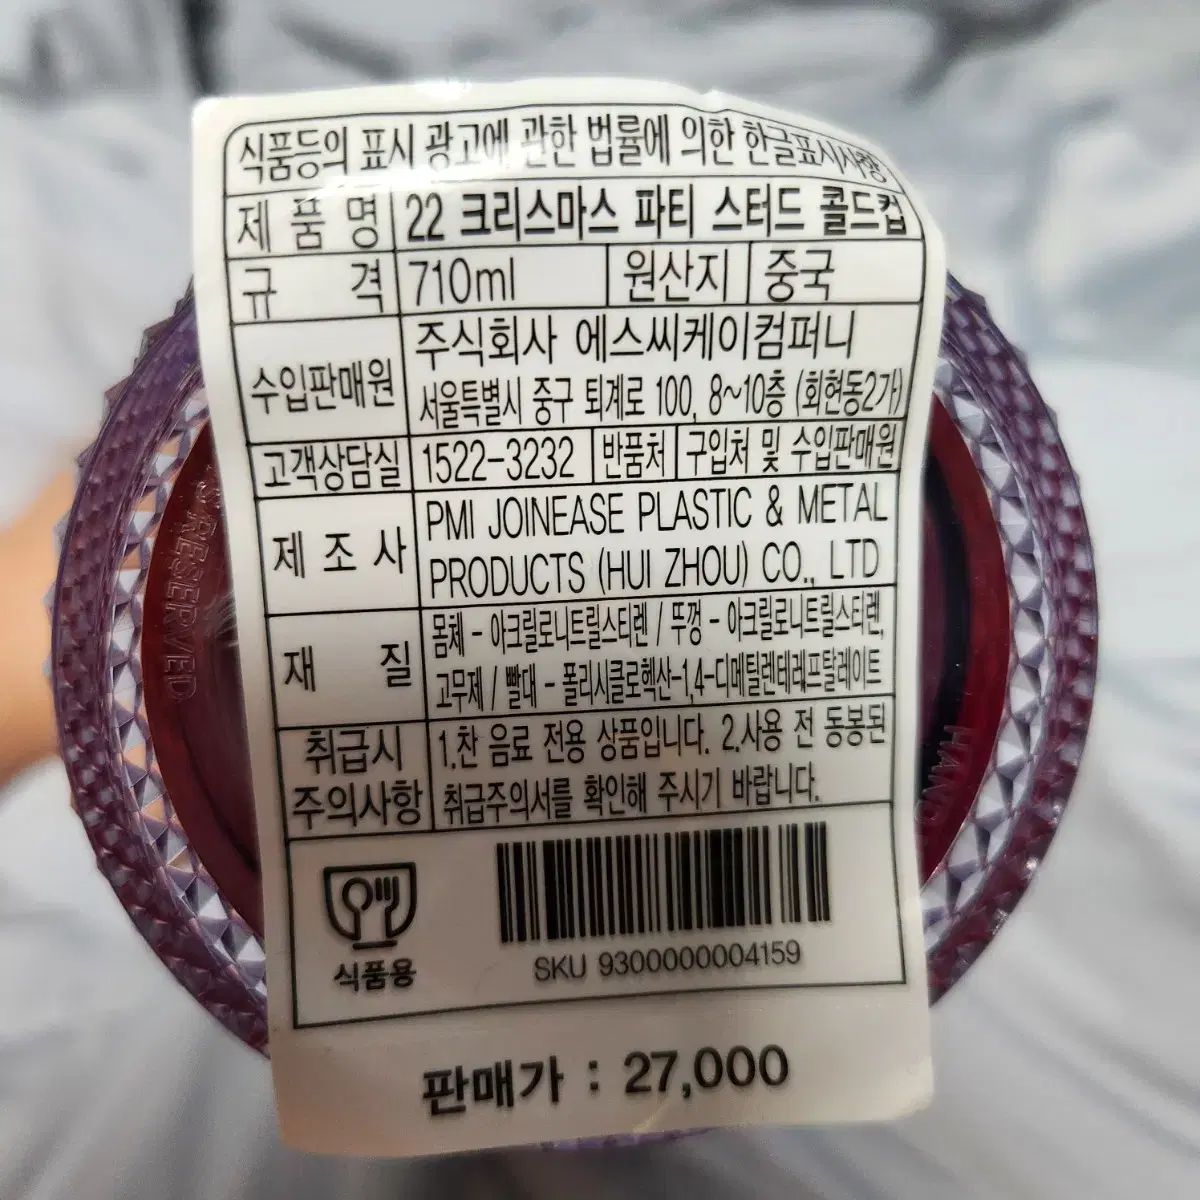 식품등의 표시 광고에 관한 법률에 의한 한글표시사항
제품명 22 크리스마스 파티 스터드 콜드컵
규격 710ml 원산지 중국
수입판매원 주식회사 에스씨케이컴퍼니
서울특별시 중구 퇴계로 100, 8~10층 (회현동2가)
고객상담실 1522-3232 반품처 구입처 및 수입판매원
제조사 PMI JOINEASE PLASTIC & METAL
PRODUCTS (HUI ZHOU) CO., LTD
재질 몸체 - 아크릴로니트릴스티렌 / 뚜껑 - 아크릴로니트릴스티렌,
고무제 / 빨대 - 폴리시클로헥산-1,4-디메틸렌테레프탈레이트
취급시 주의사항 1.찬 음료 전용 상품입니다. 2.사용 전 동봉된
취급주의서를 확인해 주시기 바랍니다.
식품용
SKU 9300000004159
판매가 : 27,000
S RESERVED
HAND